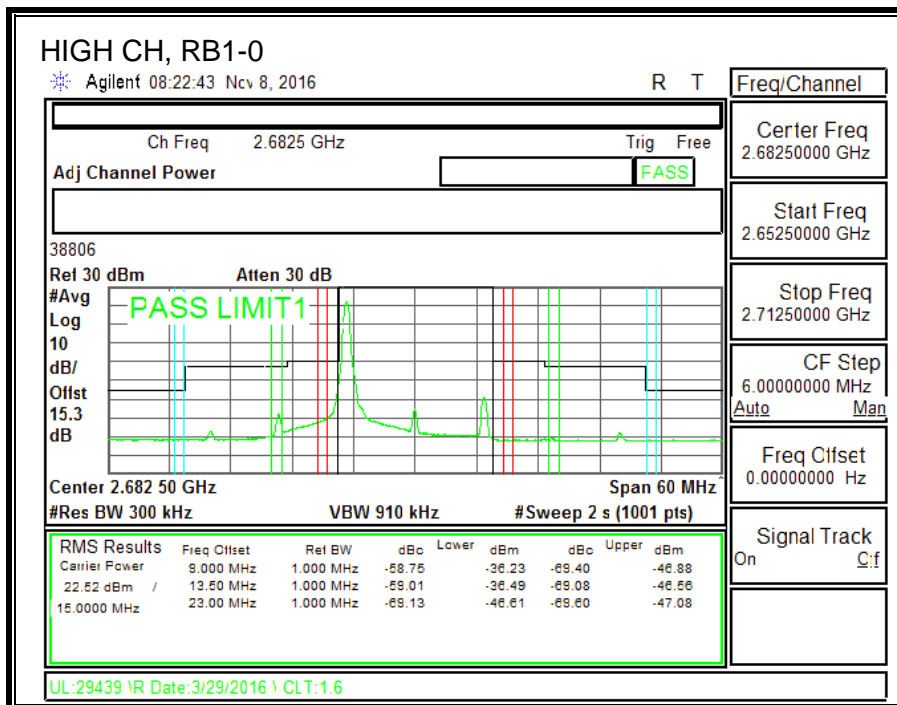 HIGH CH, RB1-0
Agilent 08:22:43 Nov 8, 2016 R T
Freq/Channel
Ch Freq 2.6825 GHz Trig Free
Adj Channel Power PASS
Center Freq
2.68250000 GHz
Start Freq
2.65250000 GHz
Stop Freq
2.71250000 GHz
CF Step
6.00000000 MHz
Auto Man
Freq Offset
0.00000000 Hz
Signal Track
On Off
38806
Ref 30 dBm Atten 30 dB
#Avg
Log
10
dB/
Offst
15.3
dB
PASS LIMIT1
Center 2.682 50 GHz Span 60 MHz
#Res BW 300 kHz VBW 910 kHz #Sweep 2 s (1001 pts)
RMS Results Freq Offset Ref BW dBc Lower dBm dBc Upper dBm
Carrier Power 9.000 MHz 1.000 MHz -58.75 -36.23 -69.40 -46.88
22.52 dBm / 13.50 MHz 1.000 MHz -59.01 -36.49 -69.08 -46.56
15.0000 MHz 23.00 MHz 1.000 MHz -69.13 -46.61 -69.60 -47.08
UL:29439 \R Date:3/29/2016 \ CLT:1.6